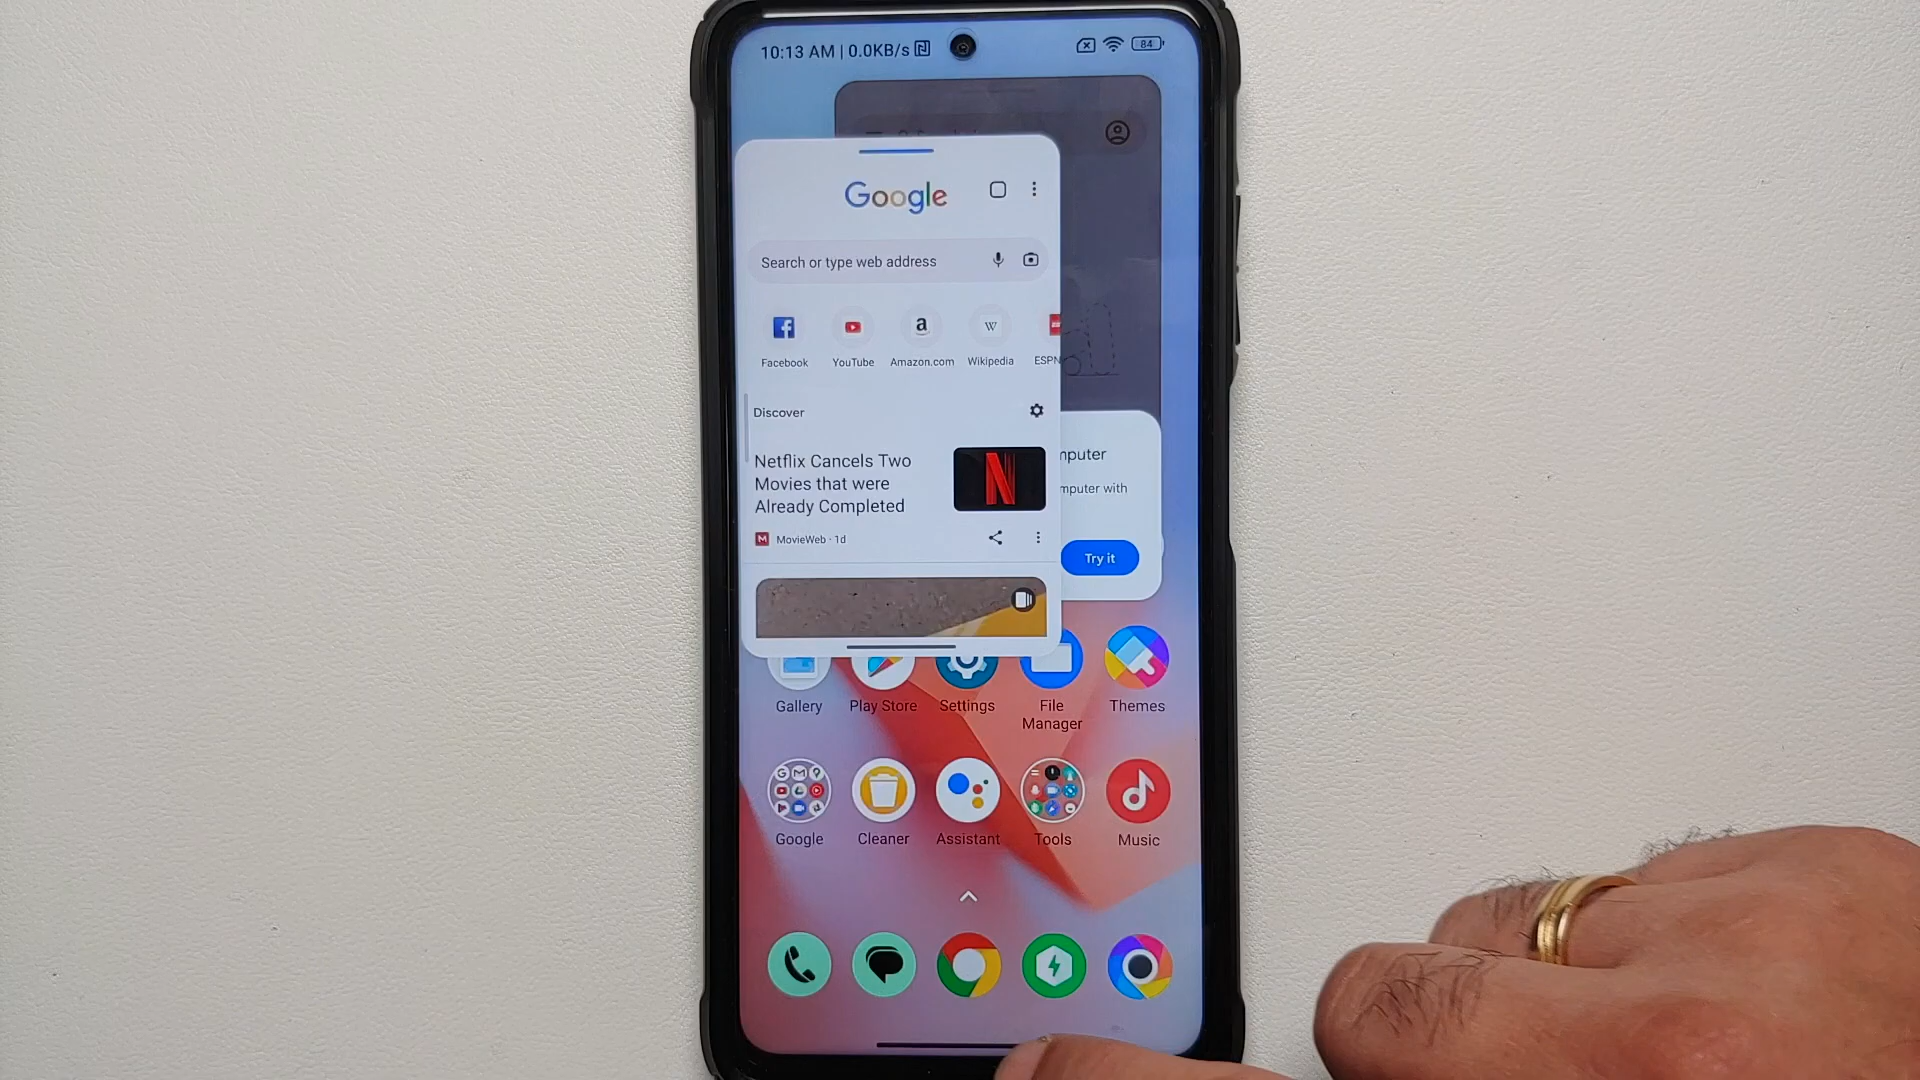 10:13 AM | 0.0KB/s
84
Google
Search or type web address
Facebook
YouTube
a
Amazon.com
W
Wikipedia
ESPN
Discover
Netflix Cancels Two
Movies that were
Already Completed
N
M
MovieWeb · 1d
mputer
mputer with
Try it
Gallery
Play Store
Settings
File
Manager
Themes
Google
Cleaner
Assistant
Tools
Music